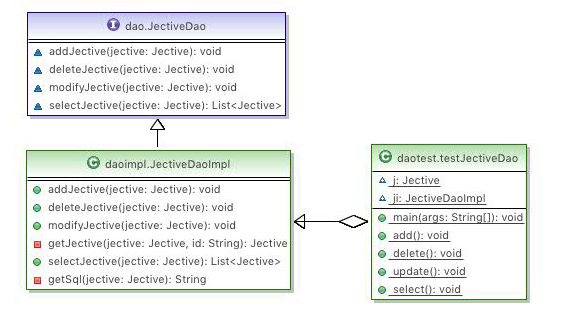 I dao.JectiveDao
addJective(jective: Jective): void
deleteJective(jective: Jective): void
modifyJective(jective: Jective): void
selectJective(jective: Jective): List<Jective>
C daoimpl.JectiveDaoImpl
addJective(jective: Jective): void
deleteJective(jective: Jective): void
modifyJective(jective: Jective): void
getJective(jective: Jective, id: String): Jective
selectJective(jective: Jective): List<Jective>
getSql(jective: Jective): String
C daotest.testJectiveDao
j: Jective
ji: JectiveDaoImpl
main(args: String[]): void
add(): void
delete(): void
update(): void
select(): void